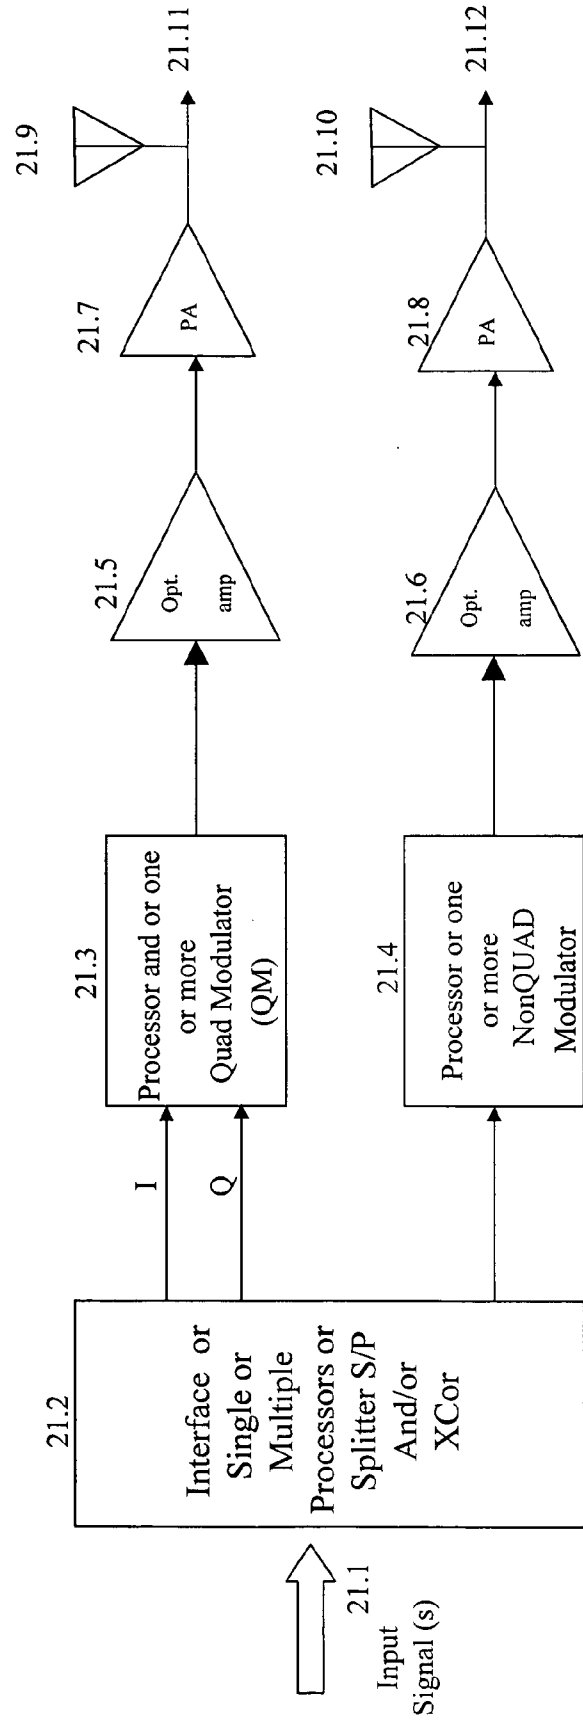 21.1
Input
Signal (s)
21.2
Interface or
Single or
Multiple
Processors or
Splitter S/P
And/or
XCor
I
Q
21.3
Processor and or one
or more
Quad Modulator
(QM)
21.5
Opt.
amp
21.7
PA
21.9
21.11
21.4
Processor or one
or more
NonQUAD
Modulator
21.6
Opt.
amp
21.8
PA
21.10
21.12